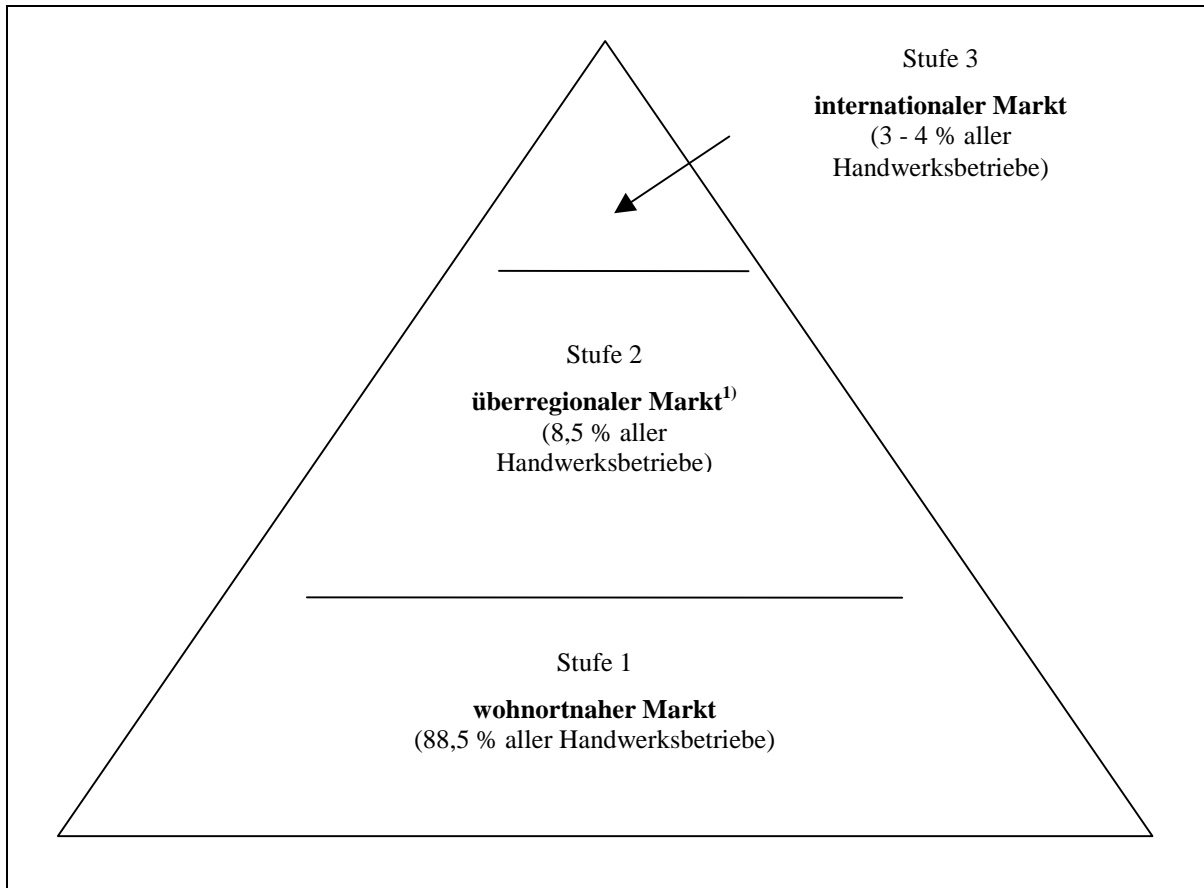 Stufe 3
internationaler Markt
(3 - 4 % aller
Handwerksbetriebe)
Stufe 2
überregionaler Markt1)
(8,5 % aller
Handwerksbetriebe)
Stufe 1
wohnortnaher Markt
(88,5 % aller Handwerksbetriebe)